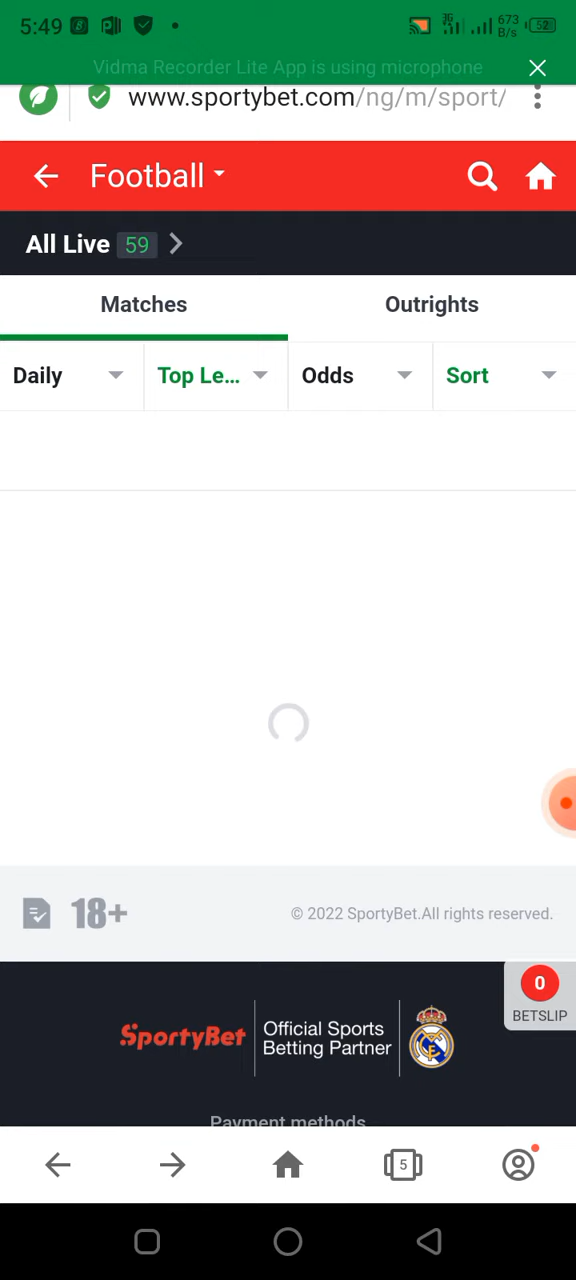 5:49 3G 673 B/s 52
Vidma Recorder Lite App is using microphone
www.sportybet.com/ng/m/sport/
Football
All Live 59
Matches Outrights
Daily Top Le... Odds Sort
18+ © 2022 SportyBet.All rights reserved.
0
BETSLIP
SportyBet Official Sports
Betting Partner
Payment methods
5